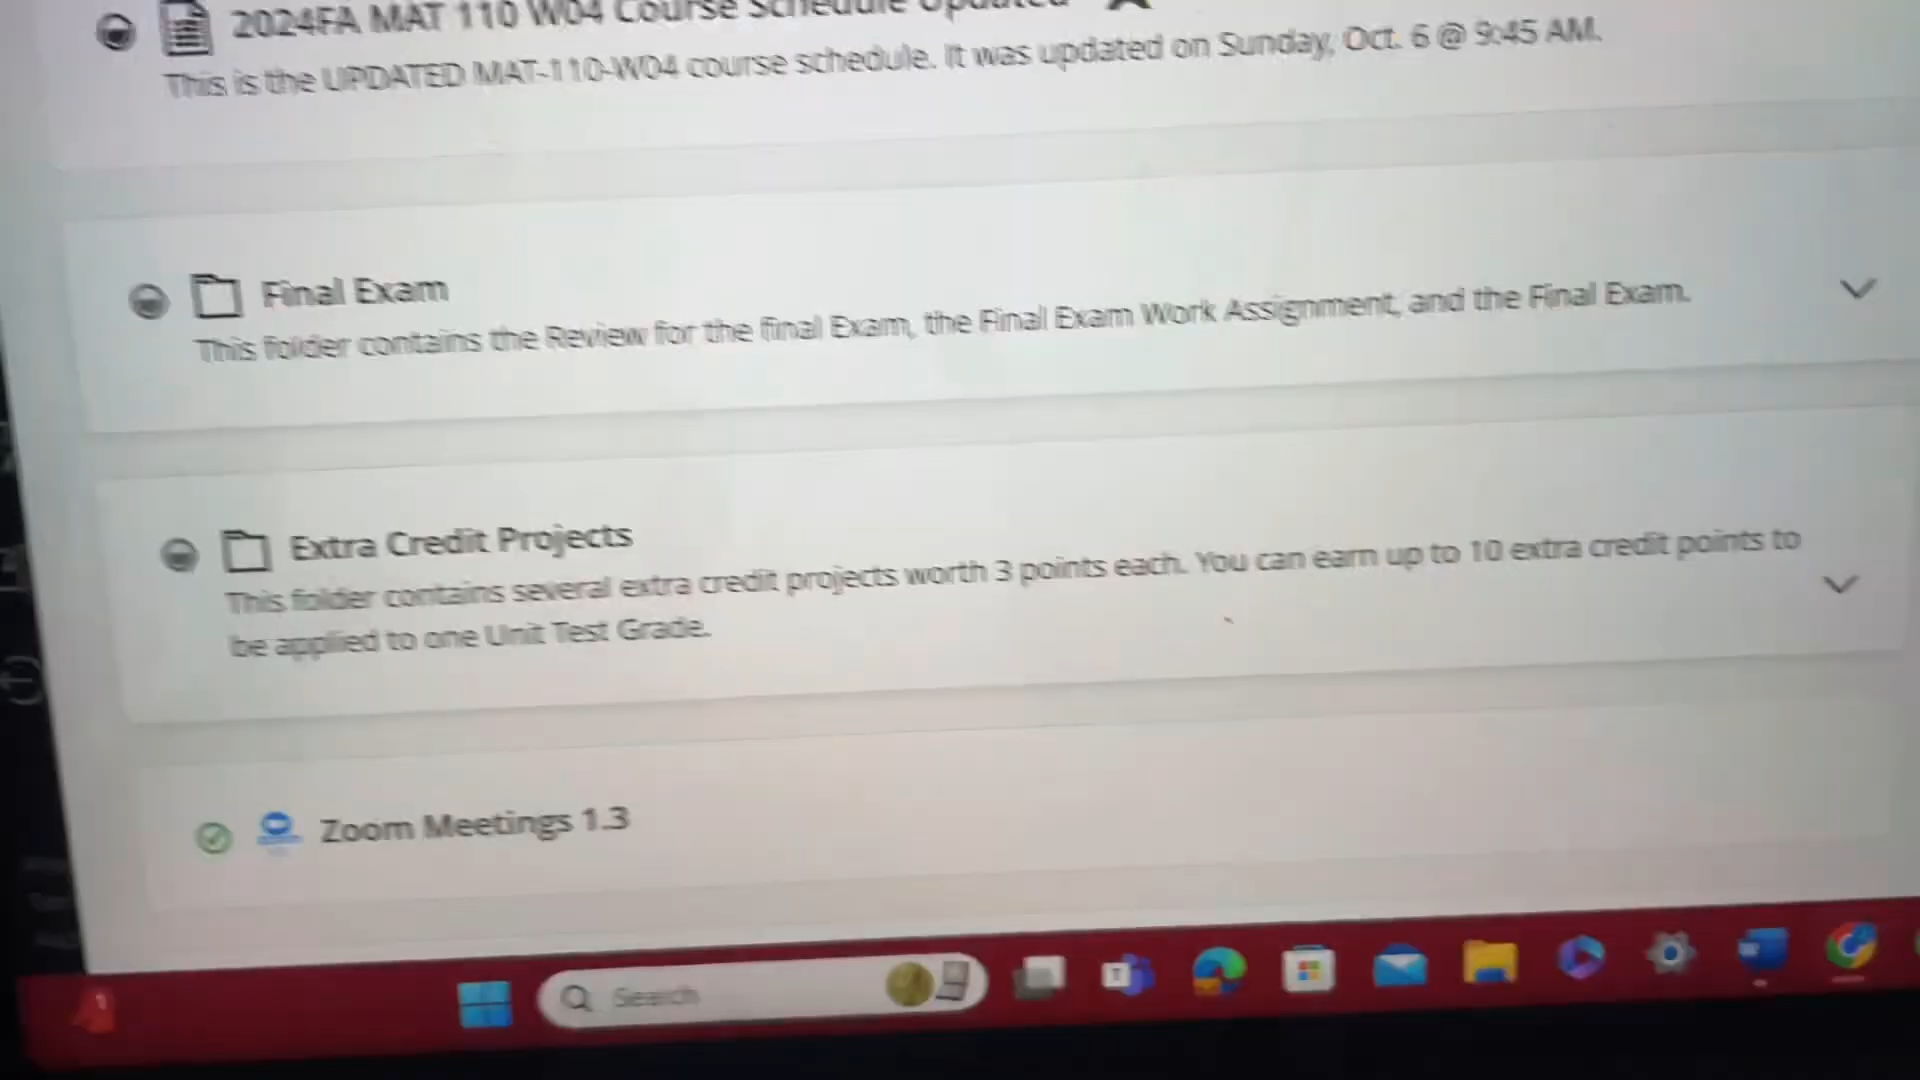 2024FA MAT 110 W04 Course Schedule Updated
This is the UPDATED MAT-110-W04 course schedule. It was updated on Sunday, Oct. 6 @ 9:45 AM.
Final Exam
This folder contains the Review for the final Exam, the Final Exam Work Assignment, and the Final Exam.
Extra Credit Projects
This folder contains several extra credit projects worth 3 points each. You can earn up to 10 extra credit points to
be applied to one Unit Test Grade.
Zoom Meetings 1.3
Search